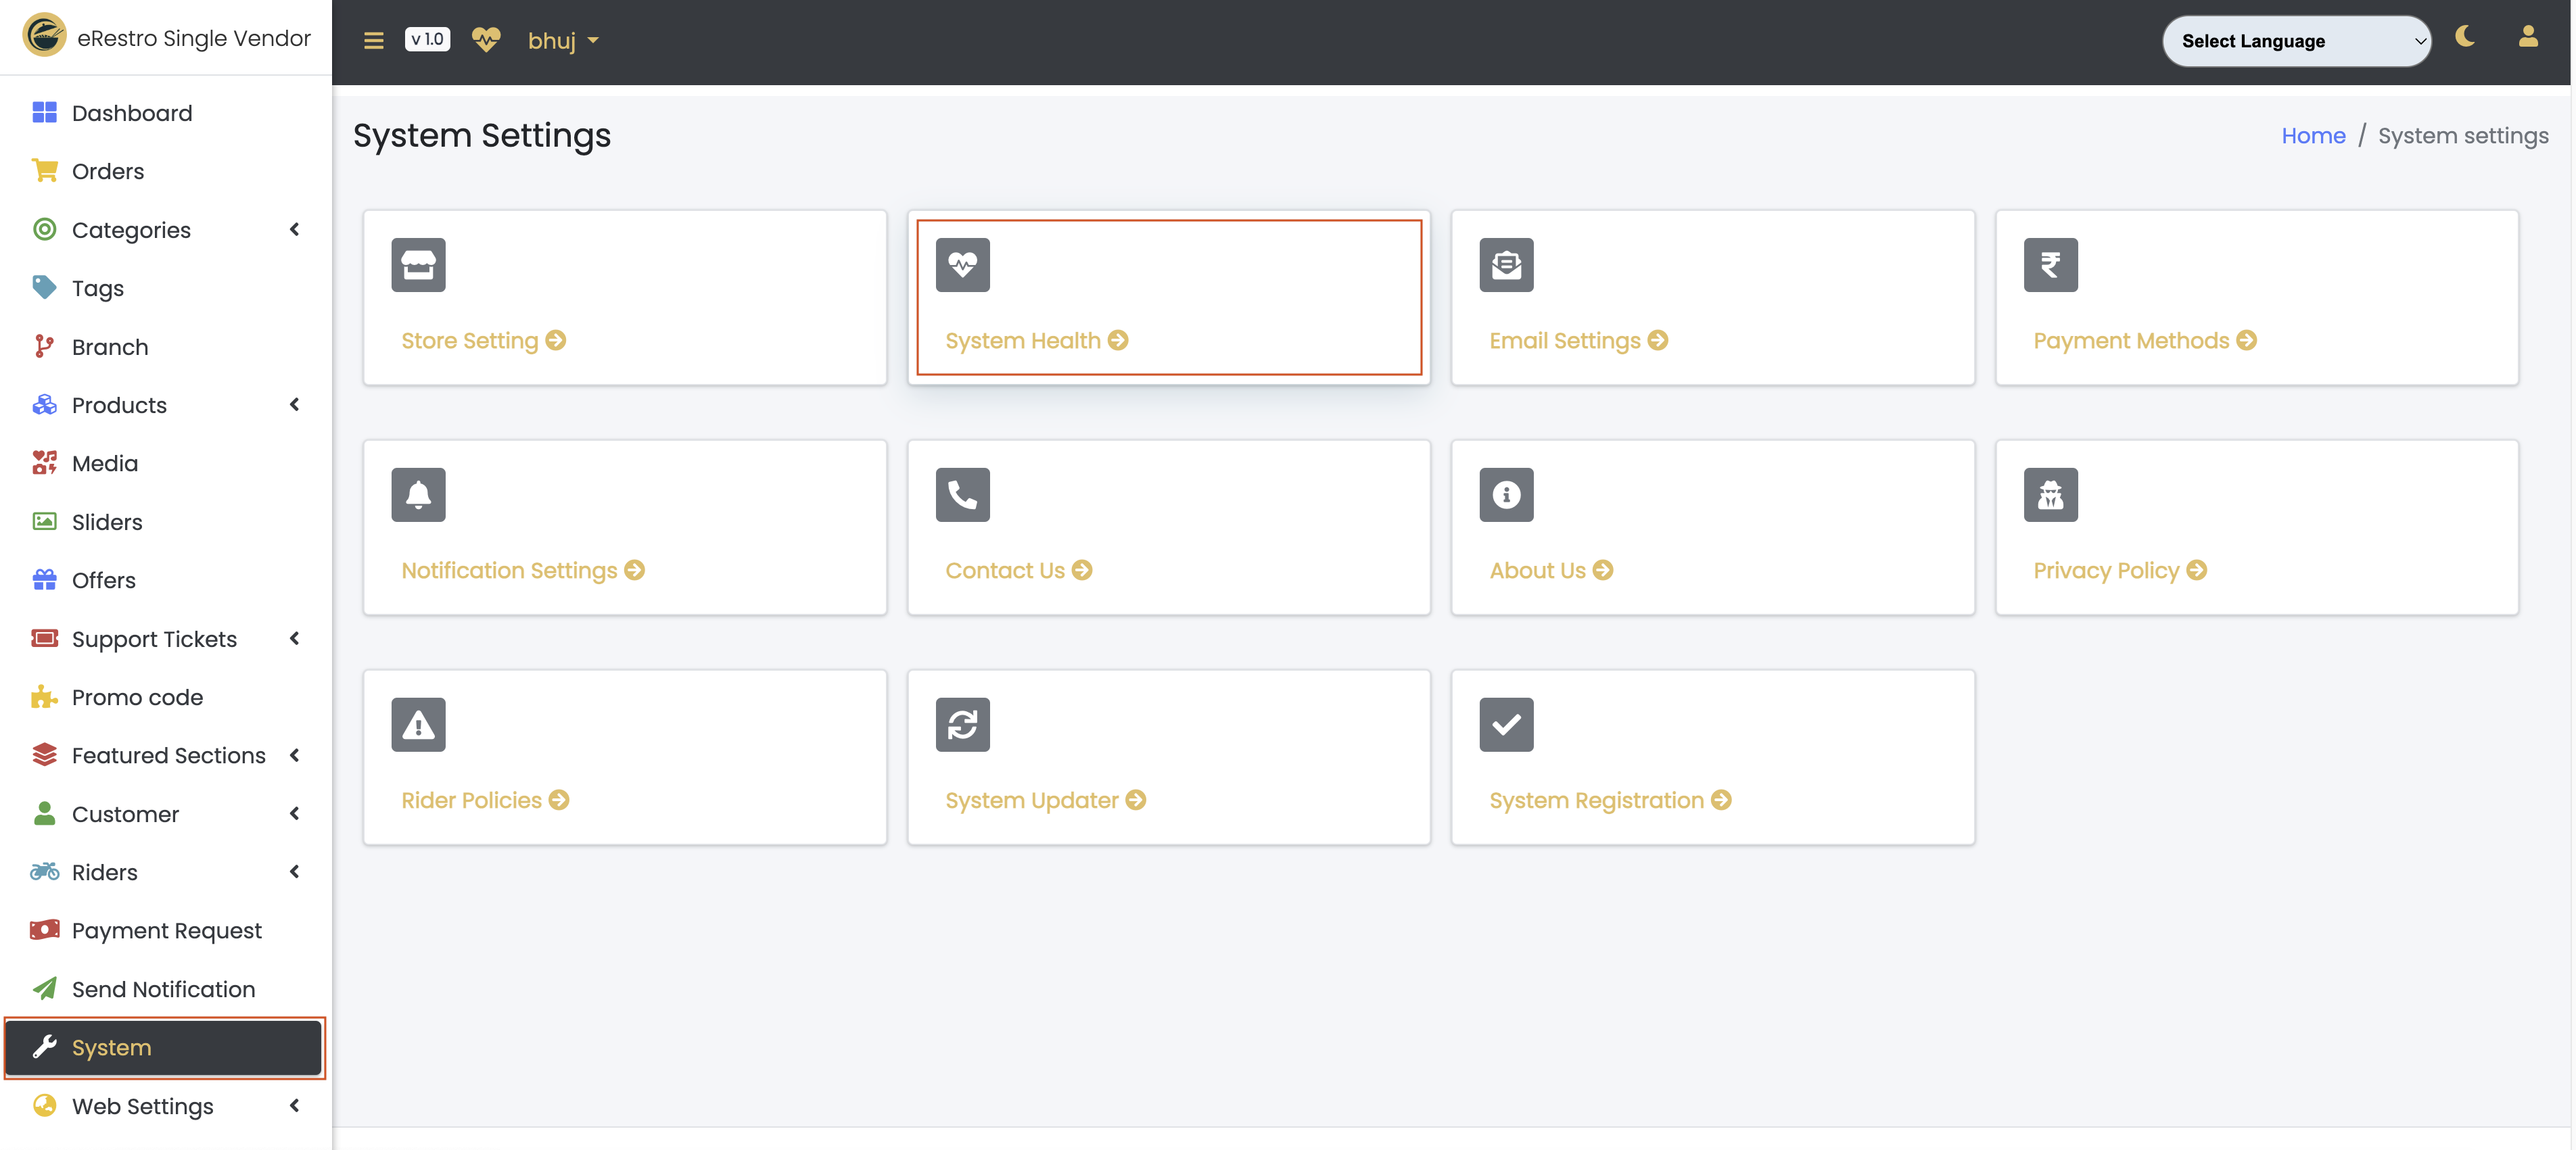 eRestro Single Vendor
v 1.0
bhuj
Select Language
Dashboard
Orders
Categories
Tags
Branch
Products
Media
Sliders
Offers
Support Tickets
Promo code
Featured Sections
Customer
Riders
Payment Request
Send Notification
System
Web Settings
System Settings
Home / System settings
Store Setting
System Health
Email Settings
Payment Methods
Notification Settings
Contact Us
About Us
Privacy Policy
Rider Policies
System Updater
System Registration